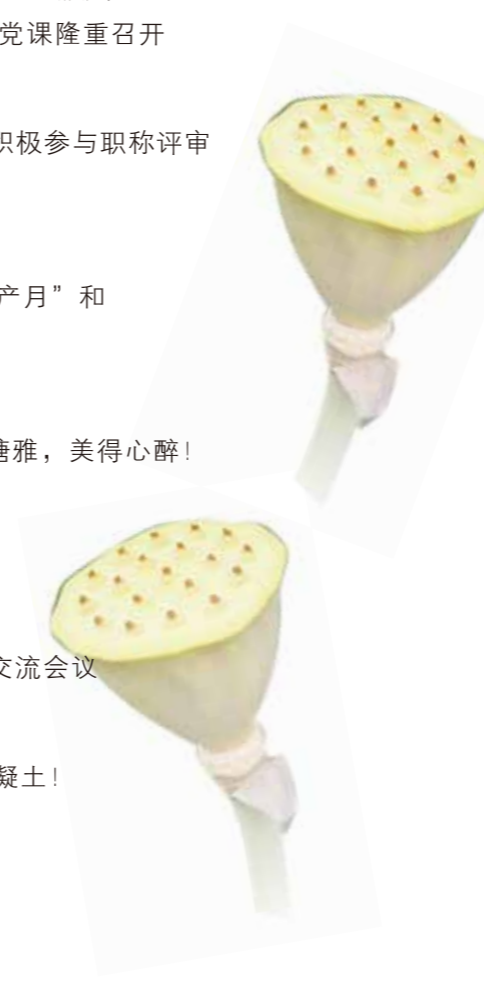 党课隆重召开
积极参与职称评审
产月”和
雅，美得心醉！
交流会议
凝土！